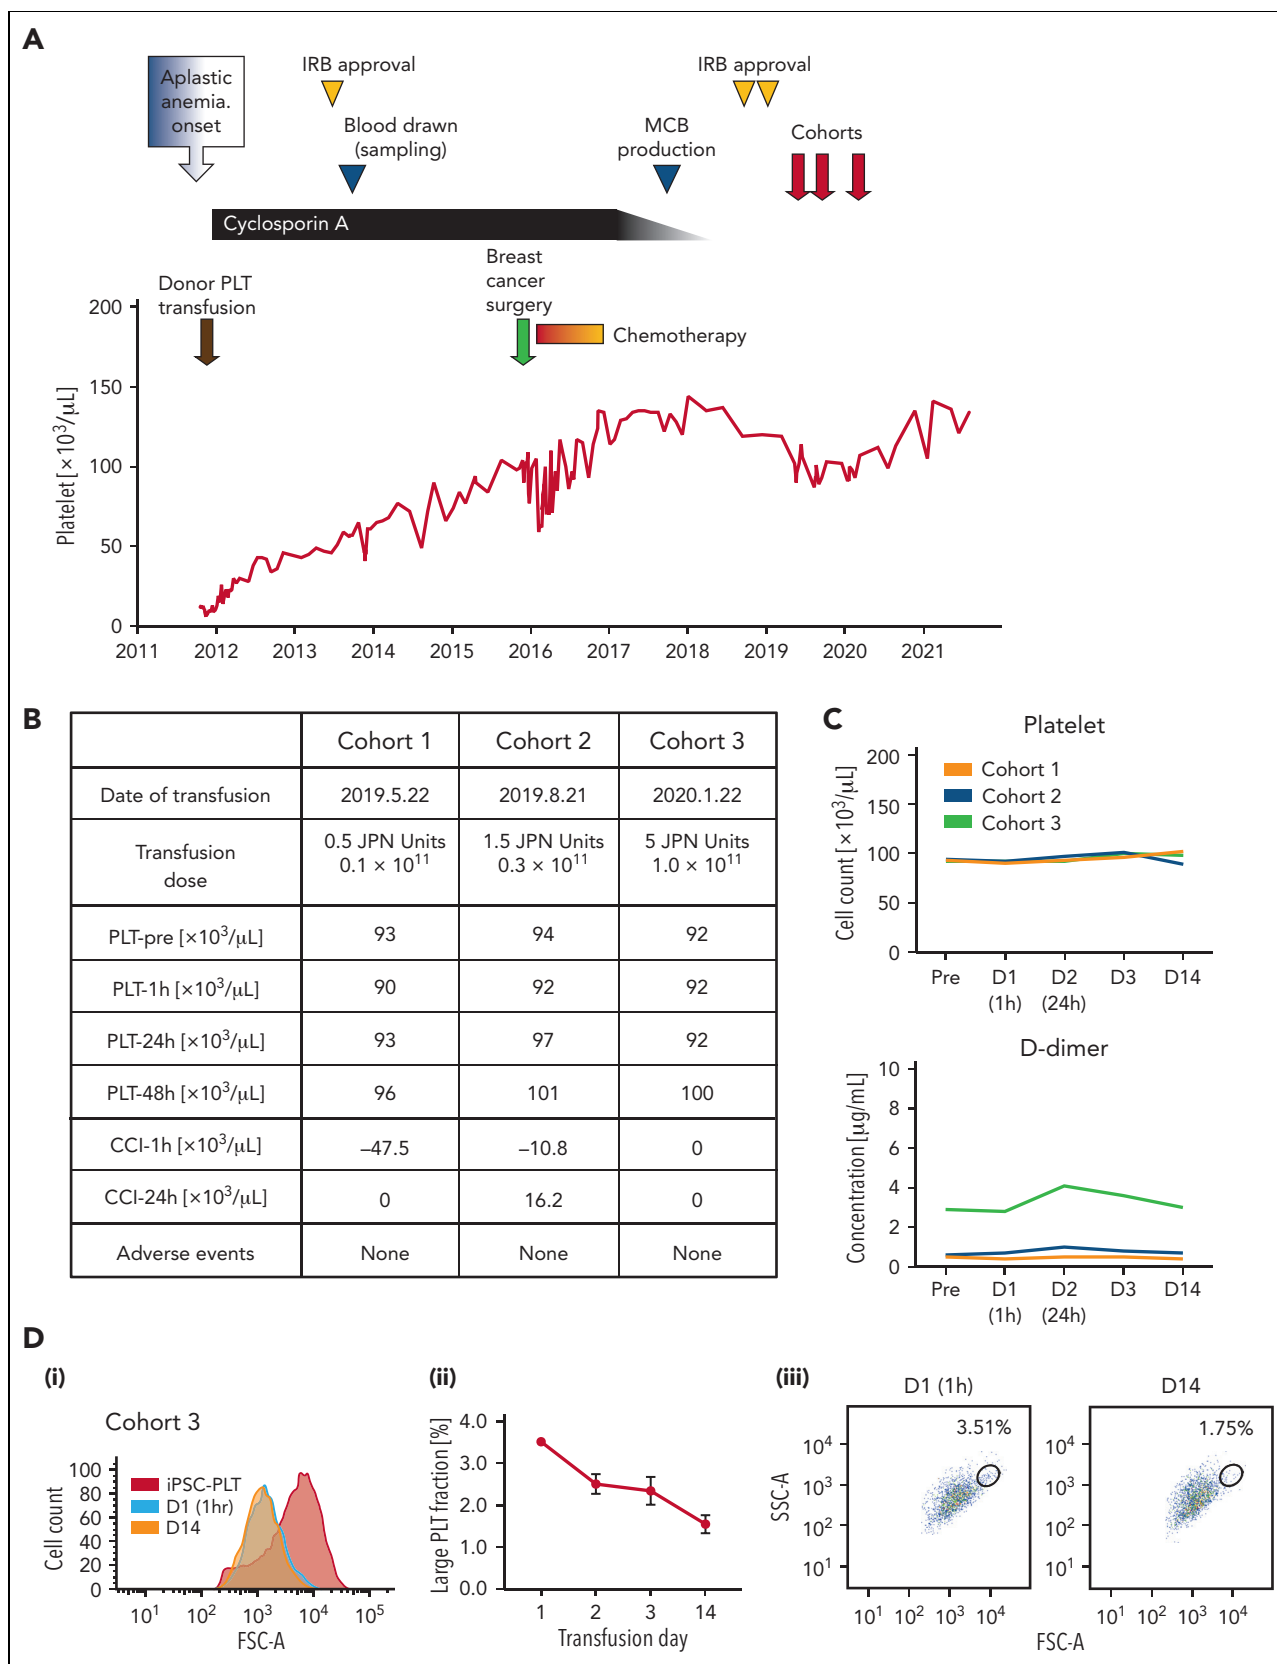 A
Aplastic
anemia.
onset
IRB approval
Blood drawn
(sampling)
MCB
production
IRB approval
Cohorts
Cyclosporin A
Donor PLT
transfusion
Breast
cancer
surgery
Chemotherapy
Platelet [×10³/μL]
200
150
100
50
0
2011 2012 2013 2014 2015 2016 2017 2018 2019 2020 2021
B
Cohort 1 Cohort 2 Cohort 3
Date of transfusion 2019.5.22 2019.8.21 2020.1.22
Transfusion
dose
0.5 JPN Units
0.1 × 10¹¹
1.5 JPN Units
0.3 × 10¹¹
5 JPN Units
1.0 × 10¹¹
PLT-pre [×10³/μL] 93 94 92
PLT-1h [×10³/μL] 90 92 92
PLT-24h [×10³/μL] 93 97 92
PLT-48h [×10³/μL] 96 101 100
CCI-1h [×10³/μL] –47.5 –10.8 0
CCI-24h [×10³/μL] 0 16.2 0
Adverse events None None None
C
Platelet
Cell count [×10³/μL]
200
150
100
50
0
Cohort 1
Cohort 2
Cohort 3
Pre D1 D2 D3 D14
(1h) (24h)
D-dimer
Concentration [μg/mL]
10
8
6
4
2
0
Pre D1 D2 D3 D14
(1h) (24h)
D
(i)
Cohort 3
Cell count
100
80
60
40
20
0
iPSC-PLT
D1 (1hr)
D14
10¹ 10² 10³ 10⁴ 10⁵
FSC-A
(ii)
Large PLT fraction [%]
4.0
3.0
2.0
1.0
0.0
1 2 3 14
Transfusion day
(iii)
D1 (1h)
3.51%
SSC-A
10⁴
10³
10²
10¹
10¹ 10² 10³ 10⁴
D14
1.75%
10⁴
10³
10²
10¹
10¹ 10² 10³ 10⁴
FSC-A